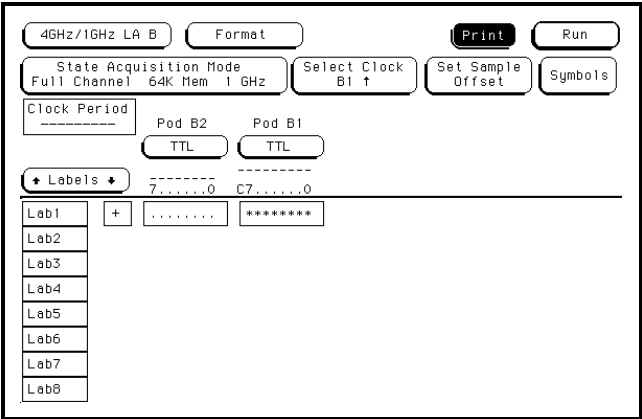 4GHz/1GHz LA B Format Print Run
State Acquisition Mode Select Clock Set Sample
Full Channel 64K Mem 1 GHz B1 ↑ Offset Symbols
Clock Period
---------
Pod B2 Pod B1
TTL TTL
-------- ---------
↑ Labels ↓ 7......0 C7......0
Lab1 + ........ ********
Lab2
Lab3
Lab4
Lab5
Lab6
Lab7
Lab8